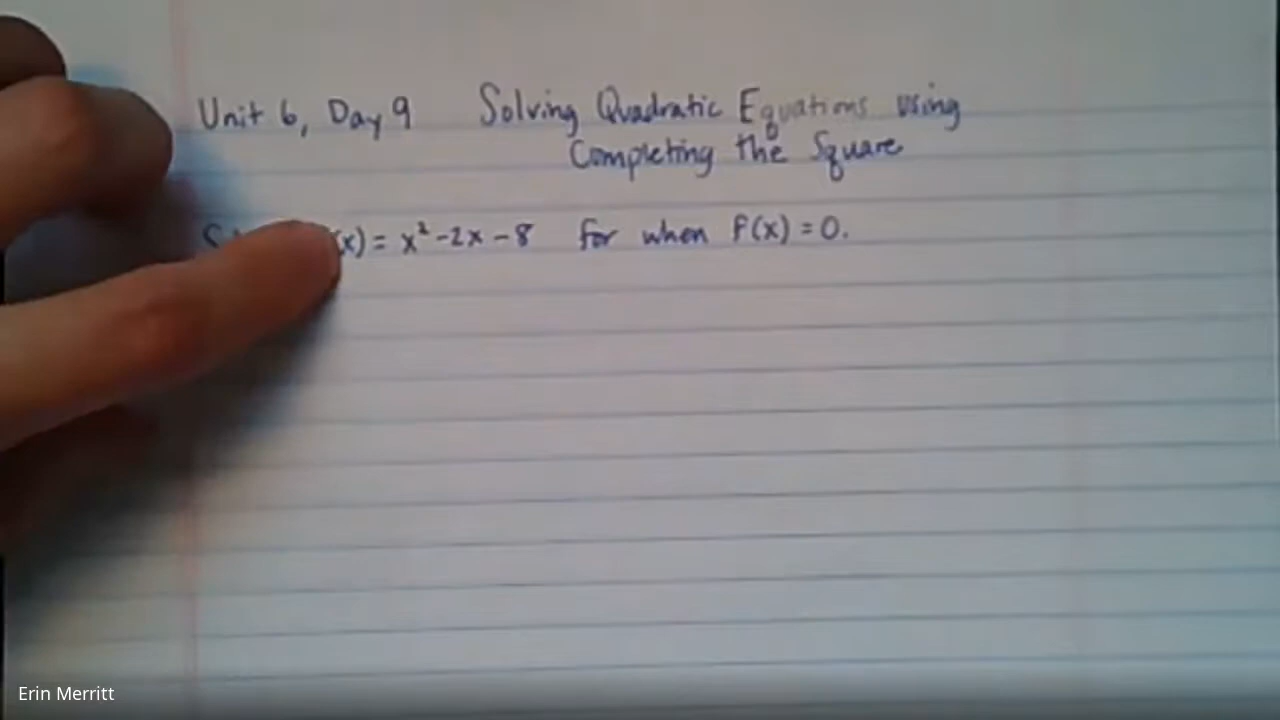 Unit 6, Day 9 Solving Quadratic Equations using
Completing the Square
(x) = x² -2x -8 for when f(x) = 0.
Erin Merritt